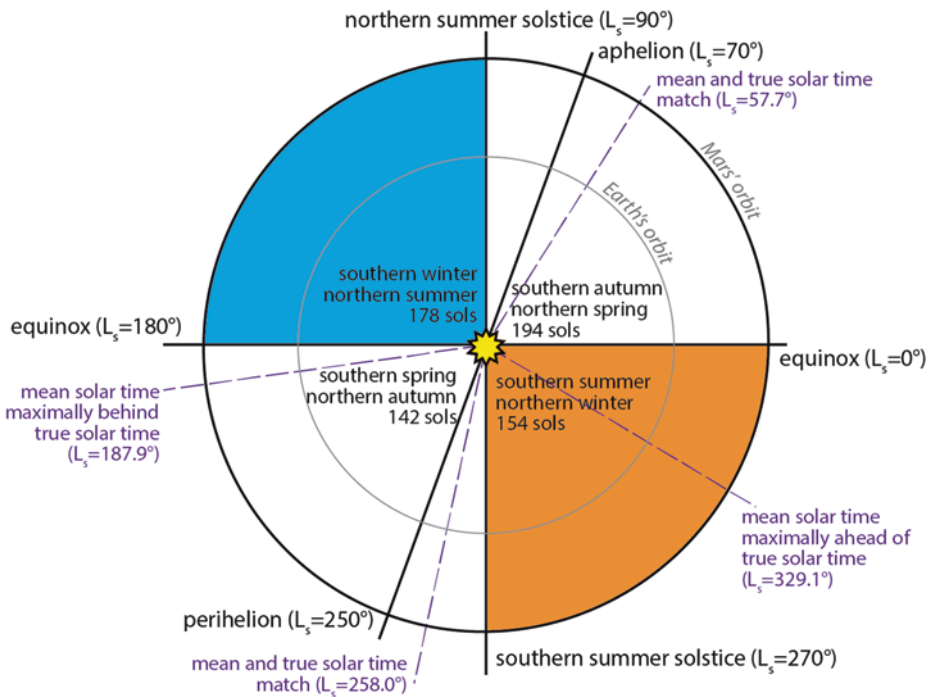 northern summer solstice (Lₛ=90°)
aphelion (Lₛ=70°)
mean and true solar time
match (Lₛ=57.7°)
Mars' orbit
Earth's orbit
southern winter
northern summer
178 sols
southern autumn
northern spring
194 sols
equinox (Lₛ=180°)
equinox (Lₛ=0°)
mean solar time
maximally behind
true solar time
(Lₛ=187.9°)
southern spring
northern autumn
142 sols
southern summer
northern winter
154 sols
mean solar time
maximally ahead of
true solar time
(Lₛ=329.1°)
perihelion (Lₛ=250°)
mean and true solar time
match (Lₛ=258.0°)
southern summer solstice (Lₛ=270°)